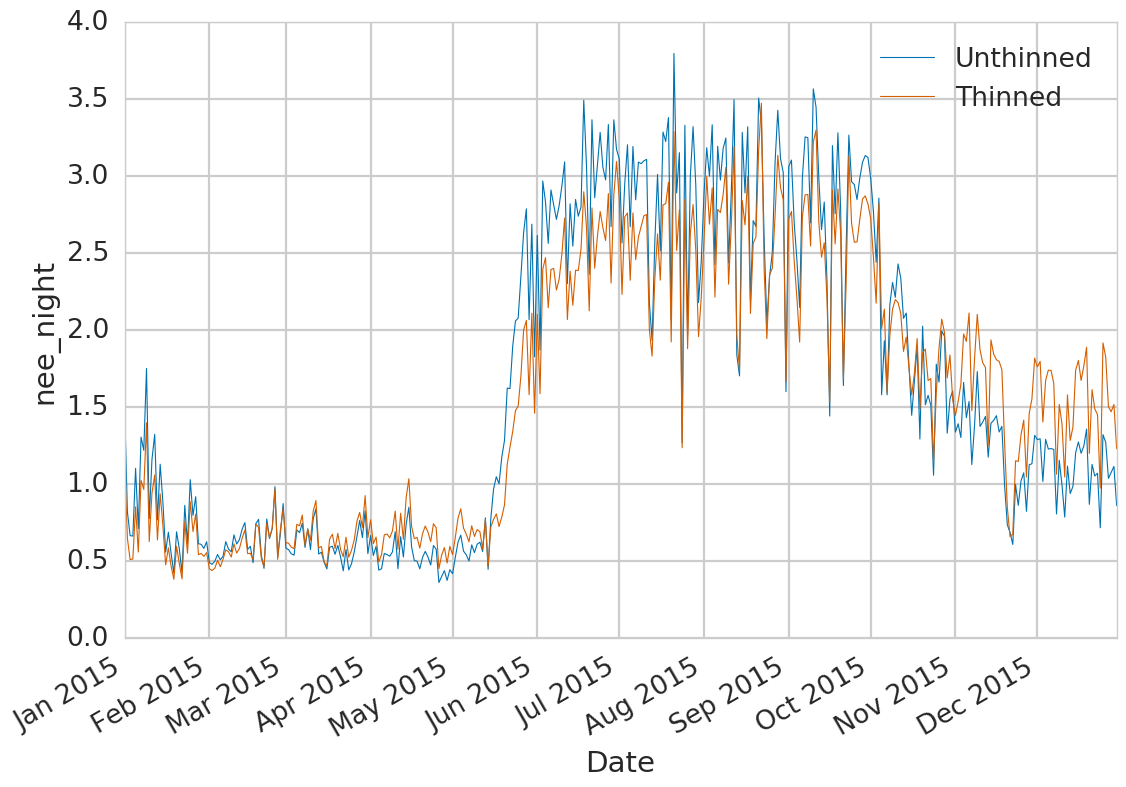 4.0
3.5
3.0
2.5
2.0
1.5
1.0
0.5
0.0
nee_night
Unthinned
Thinned
Jan 2015
Feb 2015
Mar 2015
Apr 2015
May 2015
Jun 2015
Jul 2015
Aug 2015
Sep 2015
Oct 2015
Nov 2015
Dec 2015
Date